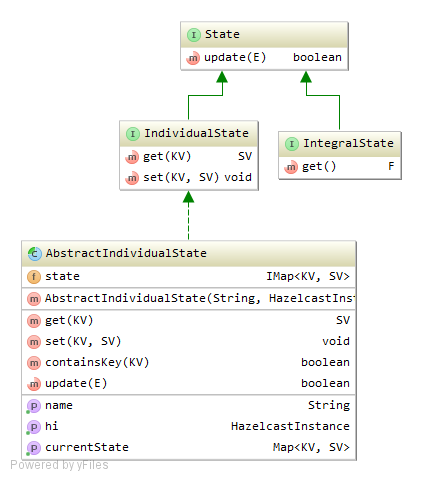 I State
m update(E) boolean
I IndividualState
m get(KV) SV
m set(KV, SV) void
I IntegralState
m get() F
C AbstractIndividualState
f state IMap<KV, SV>
m AbstractIndividualState(String, HazelcastInst
m get(KV) SV
m set(KV, SV) void
m containsKey(KV) boolean
m update(E) boolean
p name String
p hi HazelcastInstance
p currentState Map<KV, SV>
Powered by yFiles